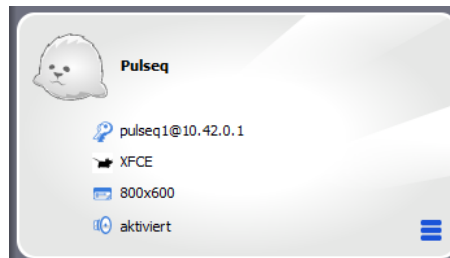 Pulseq
pulseq1@10.42.0.1
XFCE
800x600
aktiviert